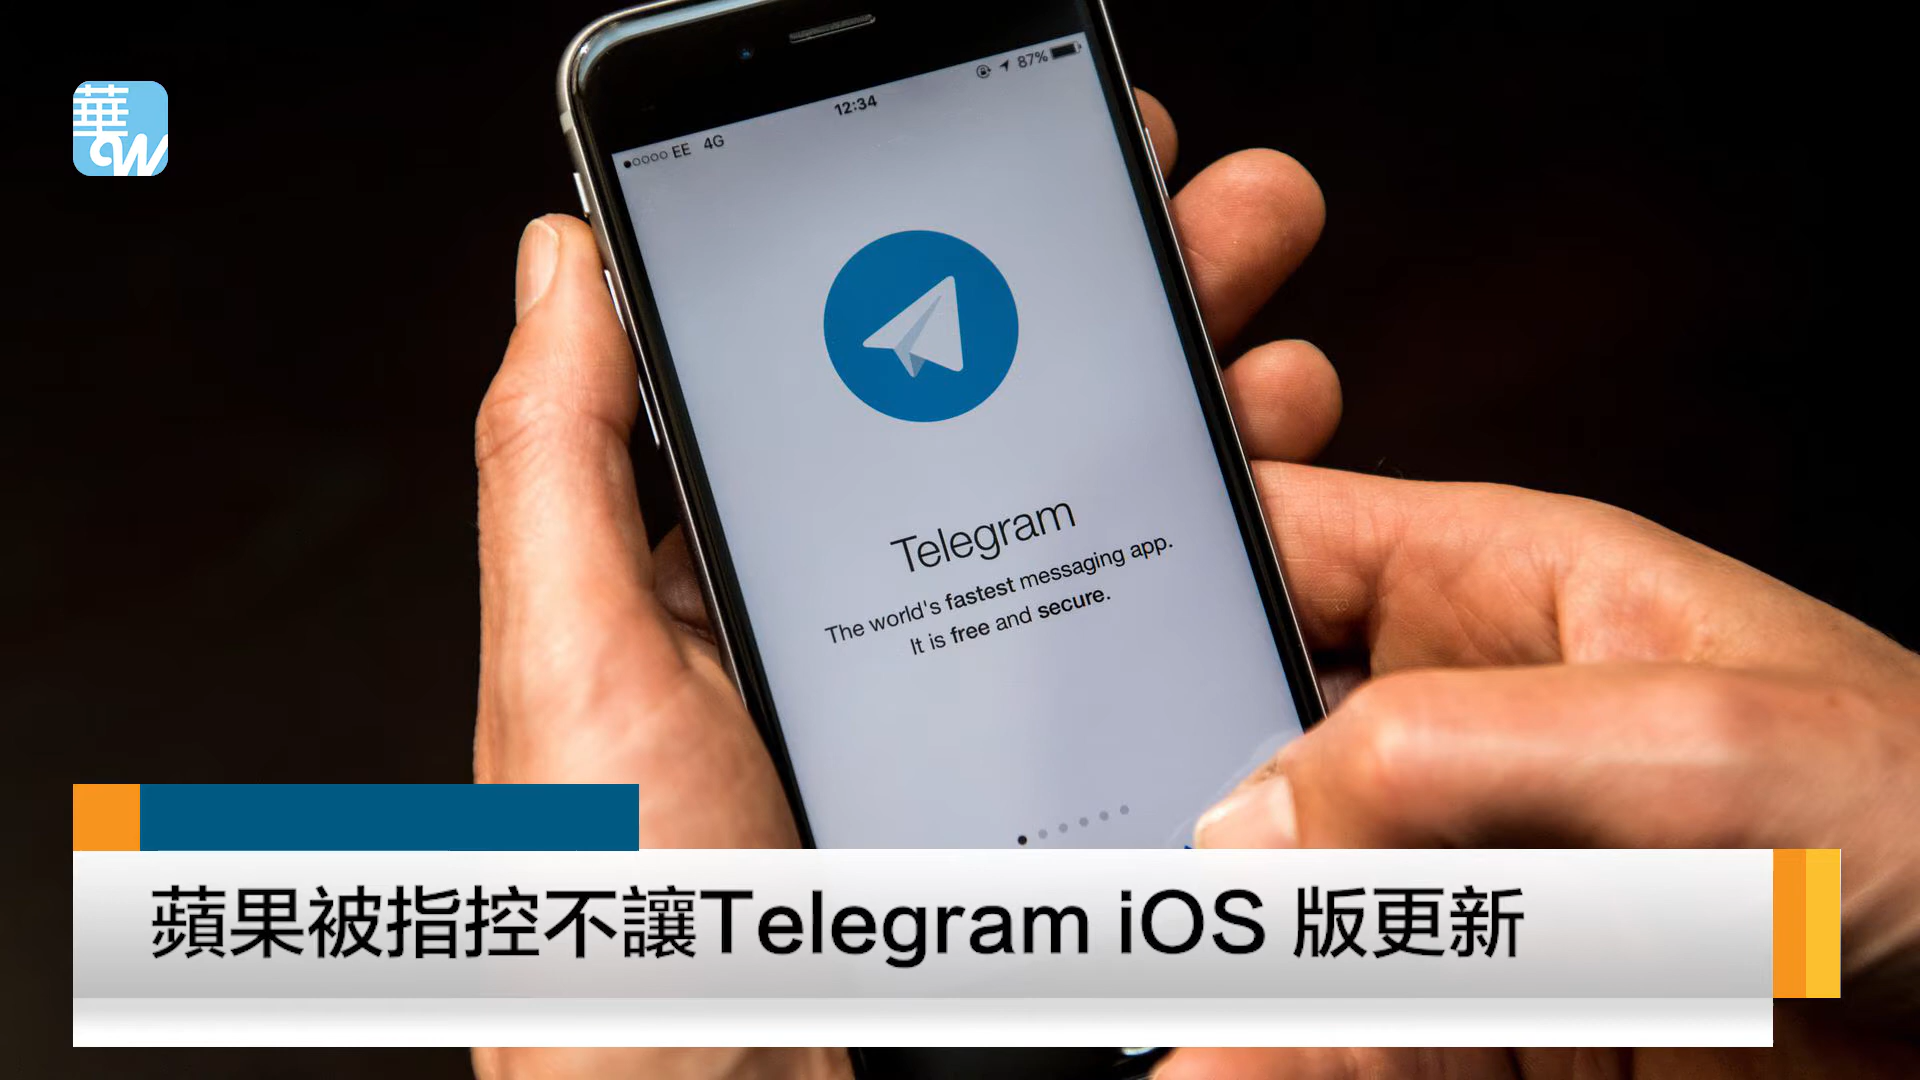 華
W
87%
12:34
EE 4G
Telegram
The world's fastest messaging app.
It is free and secure.
蘋果被指控不讓Telegram iOS 版更新